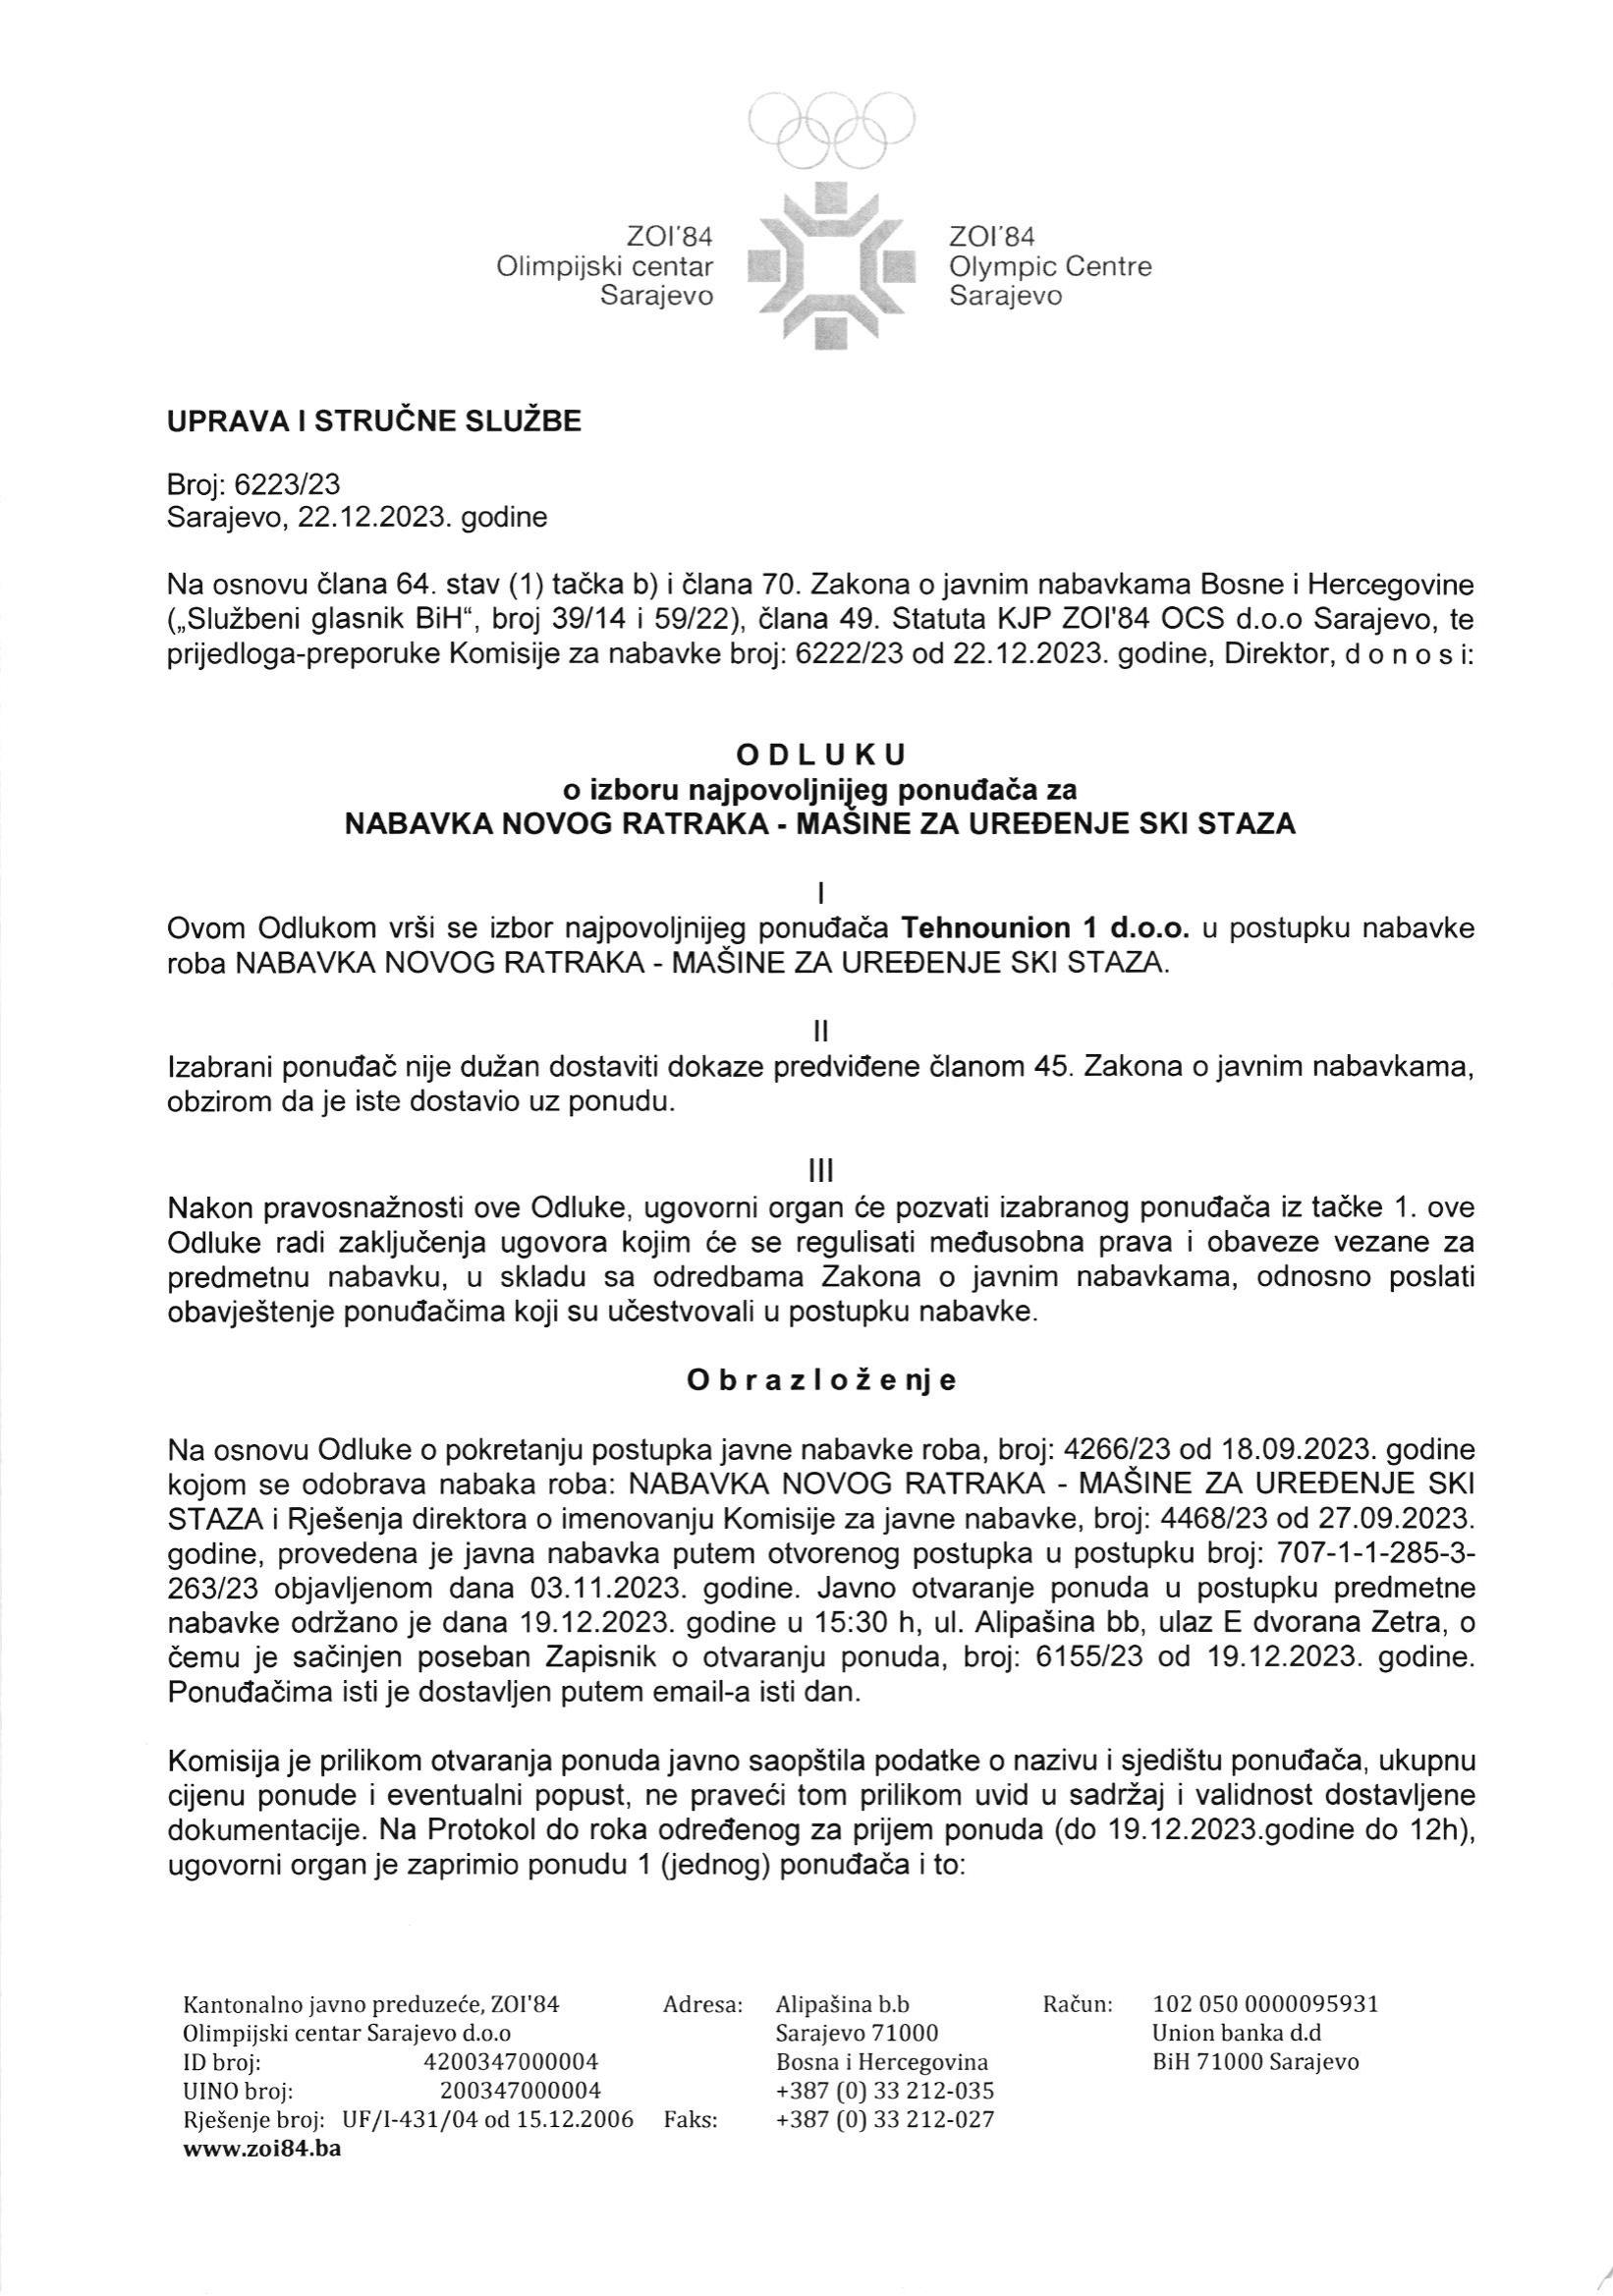 ZOI'84
Olimpijski centar
Sarajevo
ZOI'84
Olympic Centre
Sarajevo
UPRAVA I STRUČNE SLUŽBE
Broj: 6223/23
Sarajevo, 22.12.2023. godine
Na osnovu člana 64. stav (1) tačka b) i člana 70. Zakona o javnim nabavkama Bosne i Hercegovine
(„Službeni glasnik BiH“, broj 39/14 i 59/22), člana 49. Statuta KJP ZOI'84 OCS d.o.o Sarajevo, te
prijedloga-preporuke Komisije za nabavke broj: 6222/23 od 22.12.2023. godine, Direktor, d o n o s i:
O D L U K U
o izboru najpovoljnijeg ponuđača za
NABAVKA NOVOG RATRAKA - MAŠINE ZA UREĐENJE SKI STAZA
I
Ovom Odlukom vrši se izbor najpovoljnijeg ponuđača Tehnounion 1 d.o.o. u postupku nabavke
roba NABAVKA NOVOG RATRAKA - MAŠINE ZA UREĐENJE SKI STAZA.
II
Izabrani ponuđač nije dužan dostaviti dokaze predviđene članom 45. Zakona o javnim nabavkama,
obzirom da je iste dostavio uz ponudu.
III
Nakon pravosnažnosti ove Odluke, ugovorni organ će pozvati izabranog ponuđača iz tačke 1. ove
Odluke radi zaključenja ugovora kojim će se regulisati međusobna prava i obaveze vezane za
predmetnu nabavku, u skladu sa odredbama Zakona o javnim nabavkama, odnosno poslati
obavještenje ponuđačima koji su učestvovali u postupku nabavke.
O b r a z l o ž e nj e
Na osnovu Odluke o pokretanju postupka javne nabavke roba, broj: 4266/23 od 18.09.2023. godine
kojom se odobrava nabaka roba: NABAVKA NOVOG RATRAKA - MAŠINE ZA UREĐENJE SKI
STAZA i Rješenja direktora o imenovanju Komisije za javne nabavke, broj: 4468/23 od 27.09.2023.
godine, provedena je javna nabavka putem otvorenog postupka u postupku broj: 707-1-1-285-3-
263/23 objavljenom dana 03.11.2023. godine. Javno otvaranje ponuda u postupku predmetne
nabavke održano je dana 19.12.2023. godine u 15:30 h, ul. Alipašina bb, ulaz E dvorana Zetra, o
čemu je sačinjen poseban Zapisnik o otvaranju ponuda, broj: 6155/23 od 19.12.2023. godine.
Ponuđačima isti je dostavljen putem email-a isti dan.
Komisija je prilikom otvaranja ponuda javno saopštila podatke o nazivu i sjedištu ponuđača, ukupnu
cijenu ponude i eventualni popust, ne praveći tom prilikom uvid u sadržaj i validnost dostavljene
dokumentacije. Na Protokol do roka određenog za prijem ponuda (do 19.12.2023.godine do 12h),
ugovorni organ je zaprimio ponudu 1 (jednog) ponuđača i to:
Kantonalno javno preduzeće, ZOI'84 Adresa: Alipašina b.b Račun: 102 050 0000095931
Olimpijski centar Sarajevo d.o.o Sarajevo 71000 Union banka d.d
ID broj: 4200347000004 Bosna i Hercegovina BiH 71000 Sarajevo
UINO broj: 200347000004 +387 (0) 33 212-035
Rješenje broj: UF/I-431/04 od 15.12.2006 Faks: +387 (0) 33 212-027
www.zoi84.ba